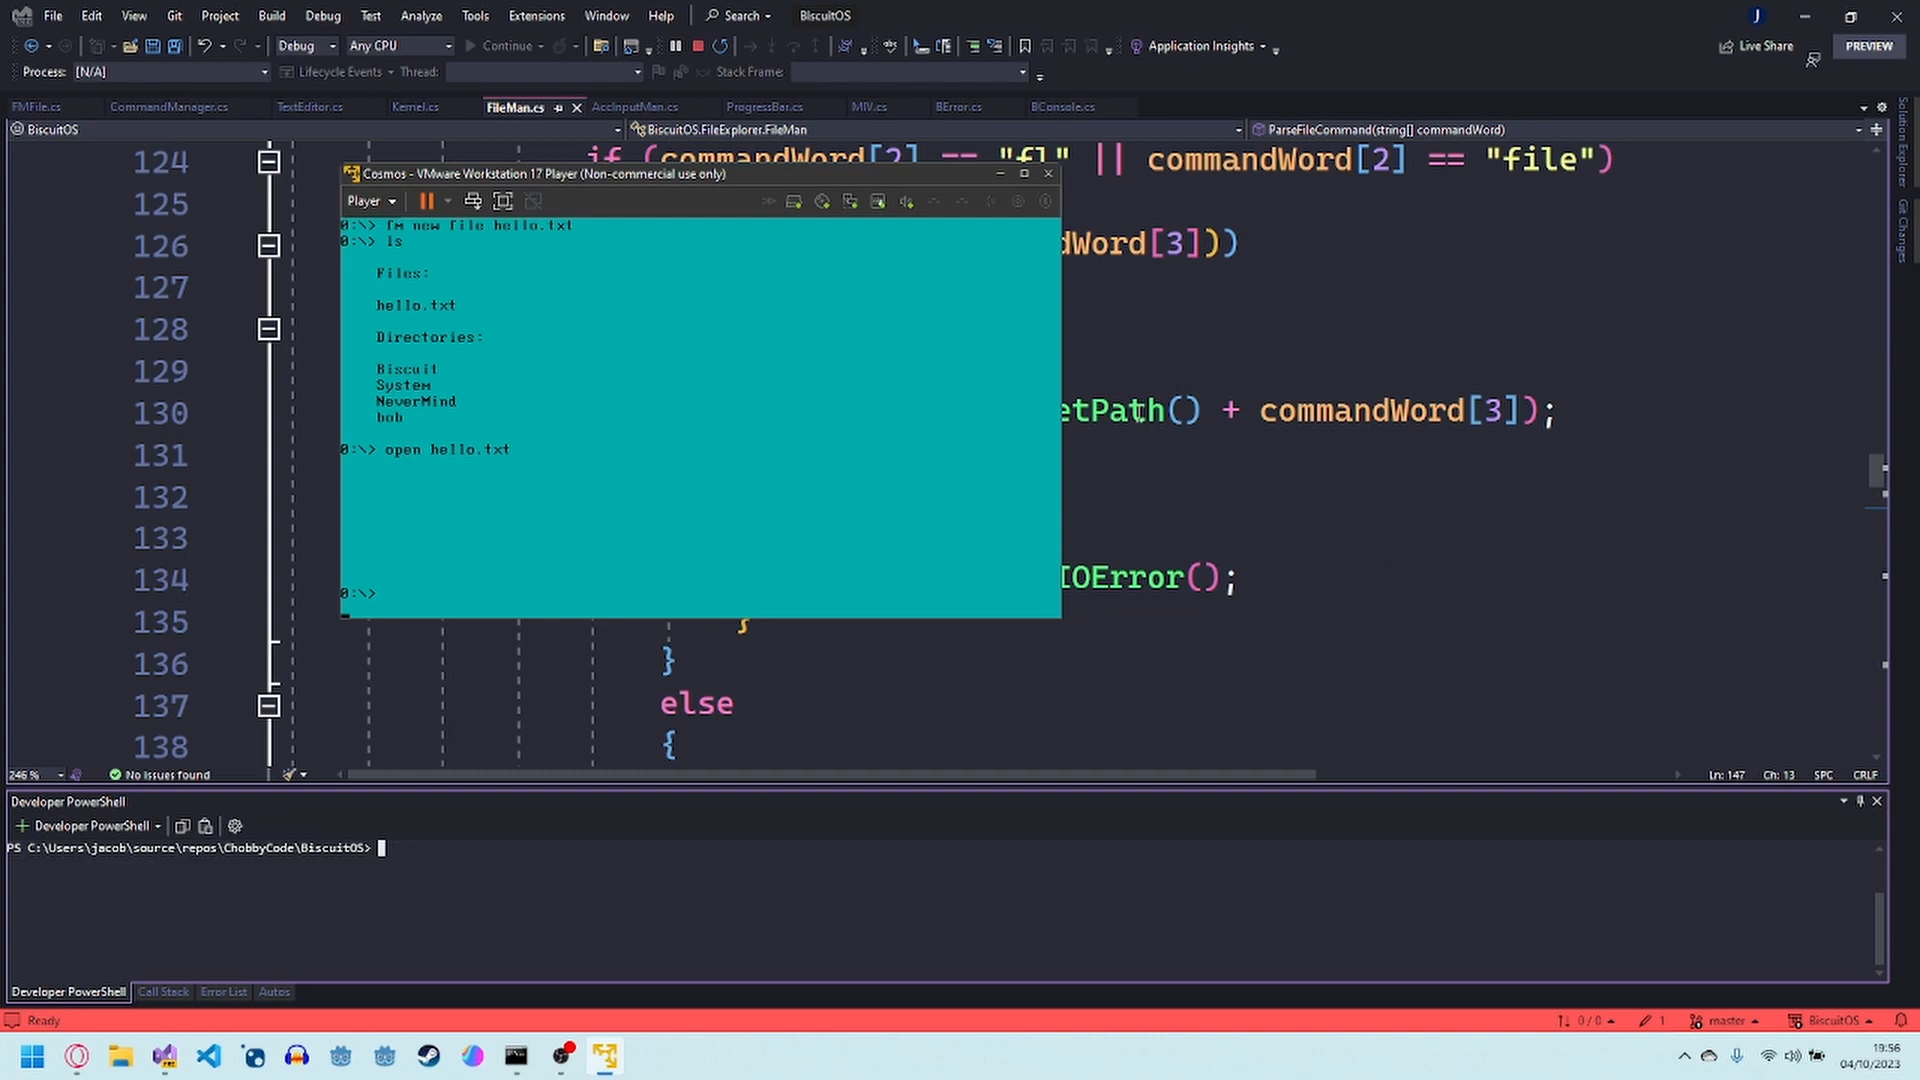 File Edit View Git Project Build Debug Test Analyze Tools Extensions Window Help Search BiscuitOS J
Debug Any CPU Continue Application Insights Live Share PREVIEW
Process: [N/A] Lifecycle Events Thread: Stack Frame:
FMFile.cs CommandManager.cs TextEditor.cs Kernel.cs FileMan.cs AccInputMan.cs ProgressBar.cs MIV.cs BError.cs BConsole.cs
BiscuitOS BiscuitOS.FileExplorer.FileMan ParseFileCommand(string[] commandWord)
Solution Explorer
Git Changes
124 if (commandWord[2] == "fl" || commandWord[2] == "file")
125
126 dWord[3]))
127
128
129
130 etPath() + commandWord[3]);
131
132
133
134 IOError();
135 }
136 }
137 else
138 {
Cosmos - VMware Workstation 17 Player (Non-commercial use only)
Player
0:\> fm new file hello.txt
0:\> ls
Files:
hello.txt
Directories:
Biscuit
System
NeverMind
bob
0:\> open hello.txt
0:\>
246 % No issues found Ln: 147 Ch: 13 SPC CRLF
Developer PowerShell
Developer PowerShell
PS C:\Users\jacob\source\repos\ChobbyCode\BiscuitOS>
Developer PowerShell Call Stack Error List Autos
Ready 0 / 0 1 master BiscuitOS
19:56
04/10/2023